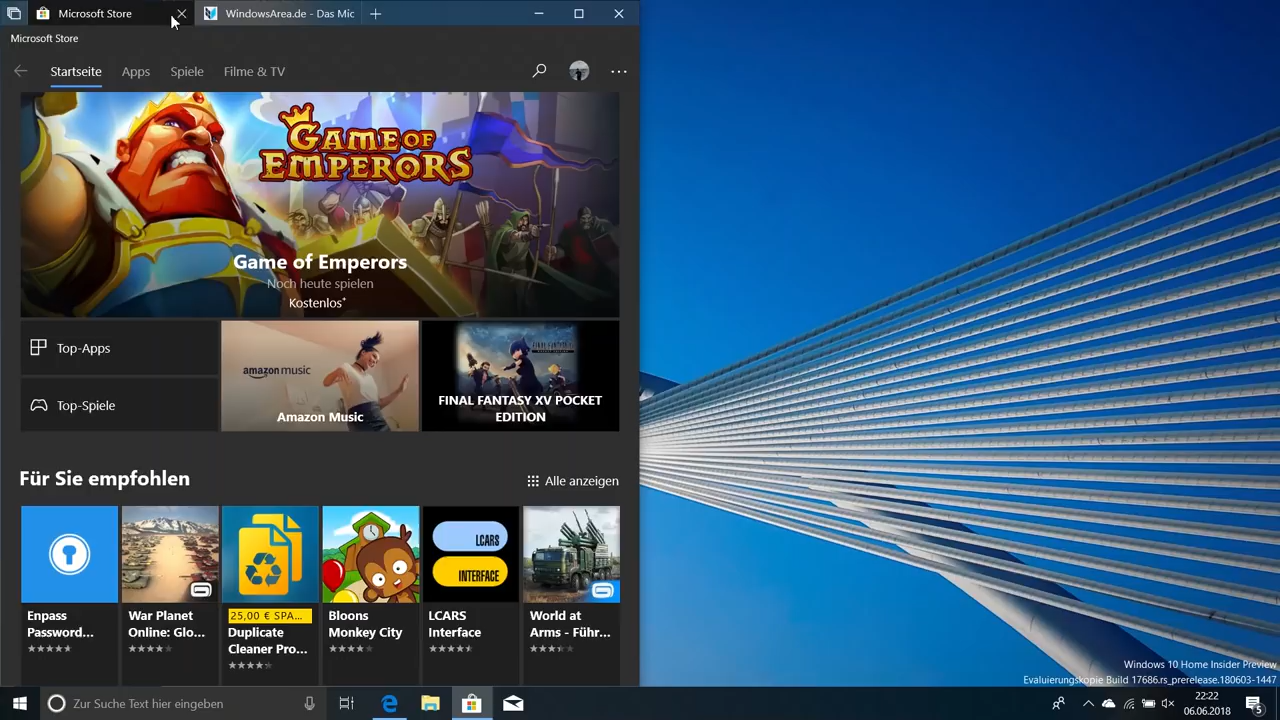 Microsoft Store
WindowsArea.de - Das Mic
Microsoft Store
Startseite Apps Spiele Filme & TV
GAME OF
EMPERORS
Game of Emperors
Noch heute spielen
Kostenlos*
Top-Apps
Top-Spiele
amazon music
Amazon Music
FINAL FANTASY XV POCKET
EDITION
Für Sie empfohlen
Alle anzeigen
LCARS
INTERFACE
Enpass
Password...
War Planet
Online: Glo...
25,00 € SPA...
Duplicate
Cleaner Pro...
Bloons
Monkey City
LCARS
Interface
World at
Arms - Führ...
Windows 10 Home Insider Preview
Evaluierungskopie Build 17686.rs_prerelease.180603-1447
Zur Suche Text hier eingeben
22:22
06.06.2018
5